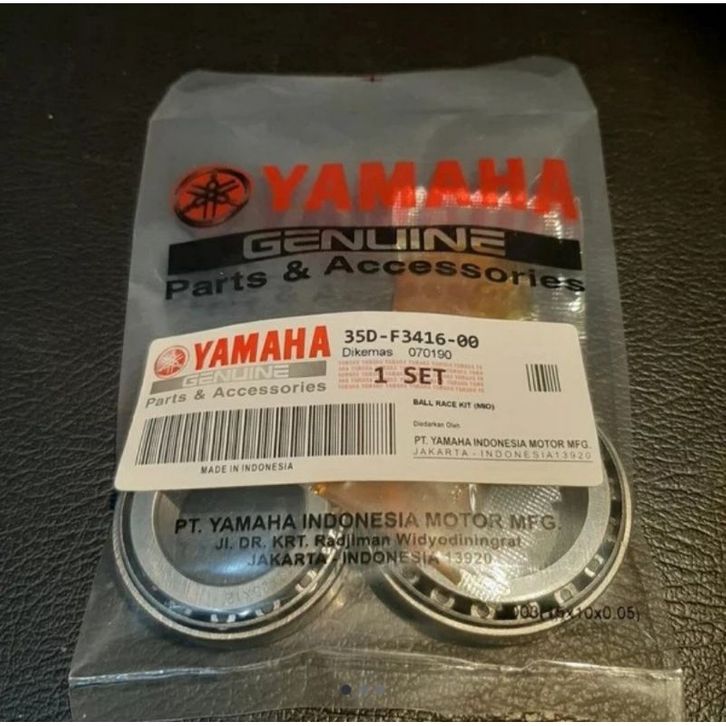 YAMAHA
GENUINE
Parts & Accessories
YAMAHA
GENUINE
Parts & Accessories
35D-F3416-00
Dikemas 070190
1 SET
BALL RACE KIT (MIO)
Diedarkan Oleh
PT. YAMAHA INDONESIA MOTOR MFG.
JAKARTA - INDONESIA13920
MADE IN INDONESIA
PT. YAMAHA INDONESIA MOTOR MFG.
Jl. DR. KRT. Radjiman Widyodiningrat
JAKARTA - INDONESIA 13920